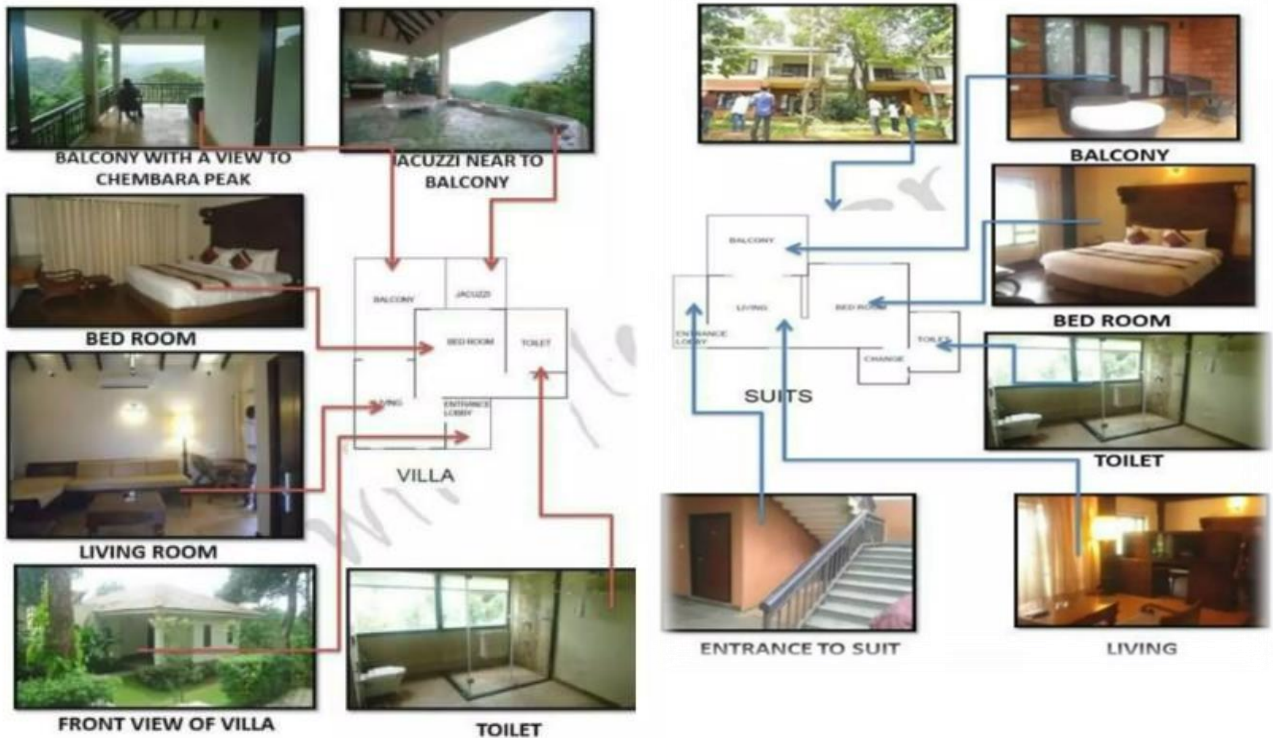 BALCONY WITH A VIEW TO
CHEMBARA PEAK
JACUZZI NEAR TO
BALCONY
BED ROOM
LIVING ROOM
FRONT VIEW OF VILLA
TOILET
BALCONY
JACUZZI
BED ROOM
TOILET
LIVING
ENTRANCE
LOBBY
VILLA
BALCONY
BED ROOM
TOILET
BALCONY
LIVING
BED ROOM
ENTRANCE
LOBBY
TOILET
CHANGE
SUITS
ENTRANCE TO SUIT
LIVING